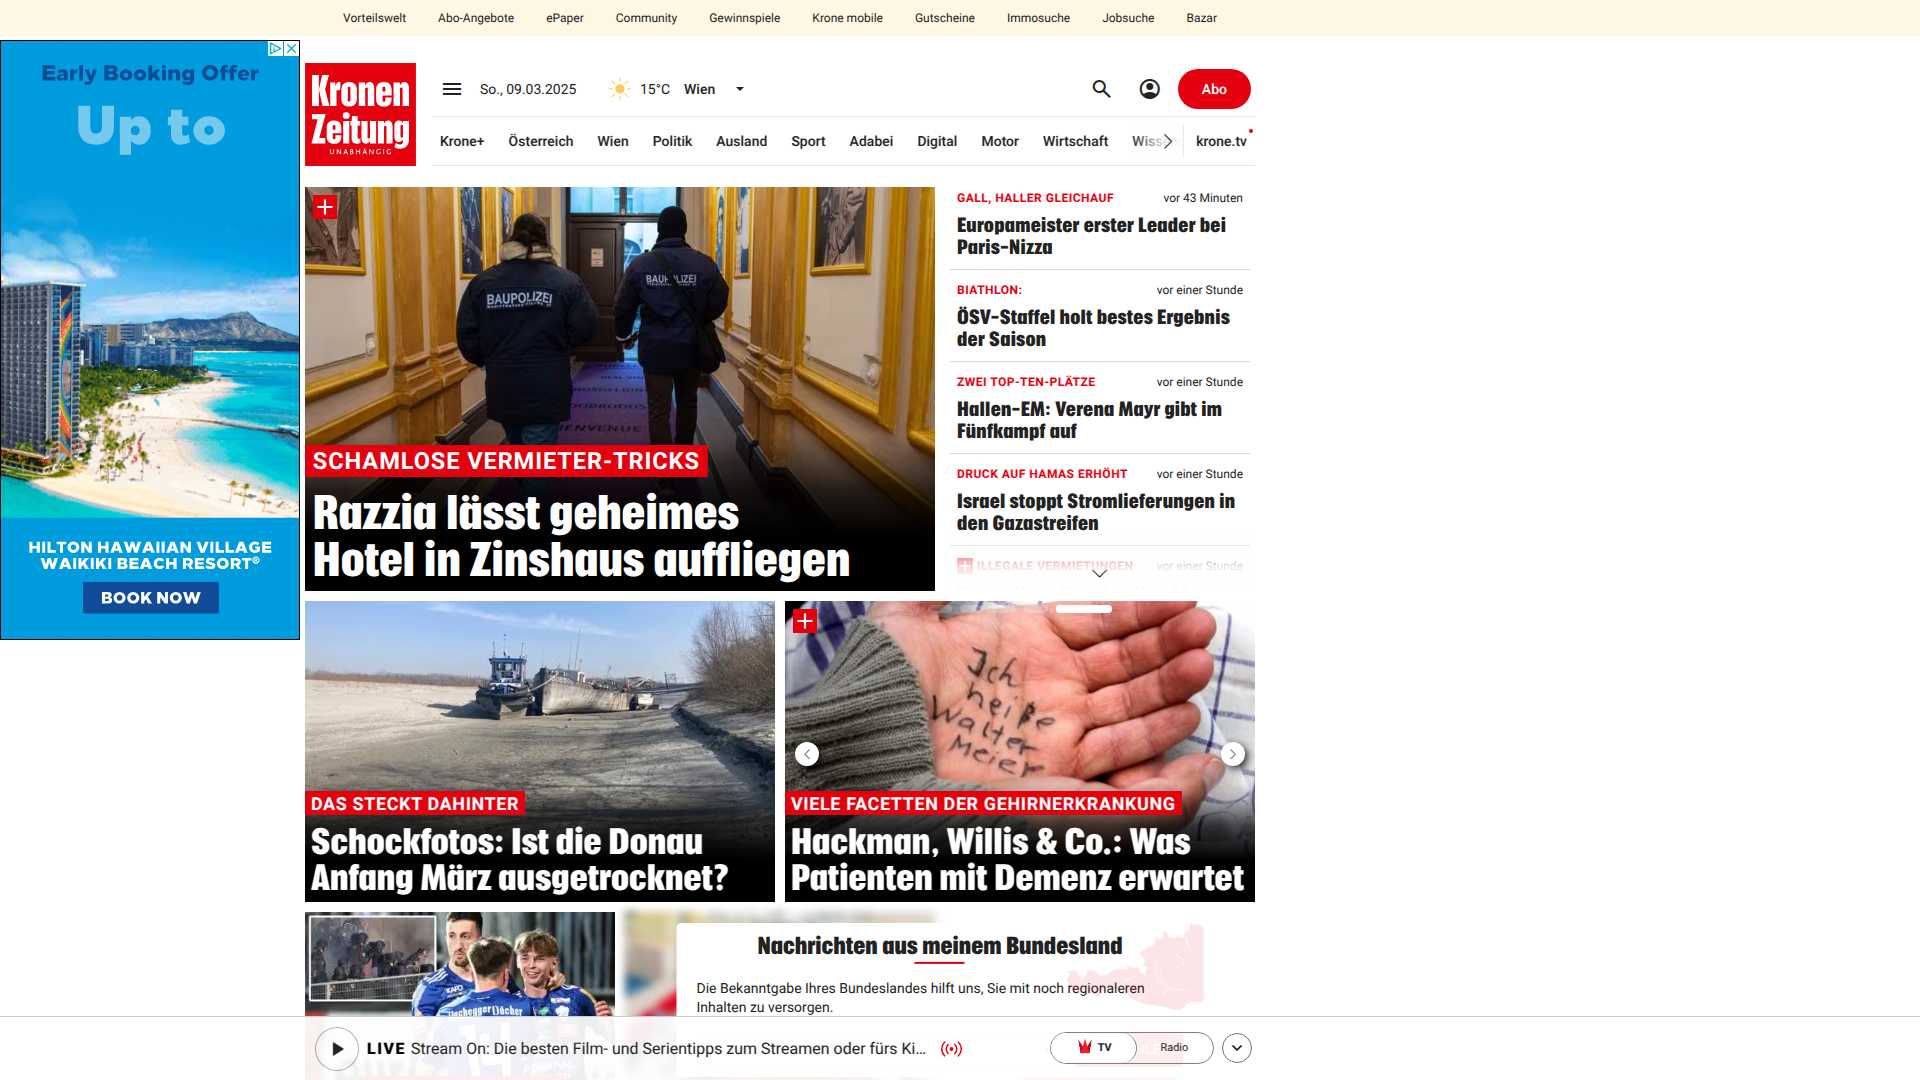 Vorteilswelt Abo-Angebote ePaper Community Gewinnspiele Krone mobile Gutscheine Immosuche Jobsuche Bazar
Early Booking Offer
Up to
HILTON HAWAIIAN VILLAGE
WAIKIKI BEACH RESORT®
BOOK NOW
Kronen
Zeitung
UNABHÄNGIG
So., 09.03.2025 15°C Wien
Abo
Krone+ Österreich Wien Politik Ausland Sport Adabei Digital Motor Wirtschaft krone.tv
BAUPOLIZEI
BIENVENUE
SCHAMLOSE VERMIETER-TRICKS
Razzia lässt geheimes
Hotel in Zinshaus auffliegen
GALL, HALLER GLEICHAUF vor 43 Minuten
Europameister erster Leader bei
Paris-Nizza
BIATHLON: vor einer Stunde
ÖSV-Staffel holt bestes Ergebnis
der Saison
ZWEI TOP-TEN-PLÄTZE vor einer Stunde
Hallen-EM: Verena Mayr gibt im
Fünfkampf auf
DRUCK AUF HAMAS ERHÖHT vor einer Stunde
Israel stoppt Stromlieferungen in
den Gazastreifen
ILLEGALE VERMIETUNGEN vor einer Stunde
DAS STECKT DAHINTER
Schockfotos: Ist die Donau
Anfang März ausgetrocknet?
Ich
heiße
Walter
Meier
VIELE FACETTEN DER GEHIRNERKRANKUNG
Hackman, Willis & Co.: Was
Patienten mit Demenz erwartet
Nachrichten aus meinem Bundesland
Die Bekanntgabe Ihres Bundeslandes hilft uns, Sie mit noch regionaleren
Inhalten zu versorgen.
LIVE Stream On: Die besten Film- und Serientipps zum Streamen oder fürs Ki...
TV Radio